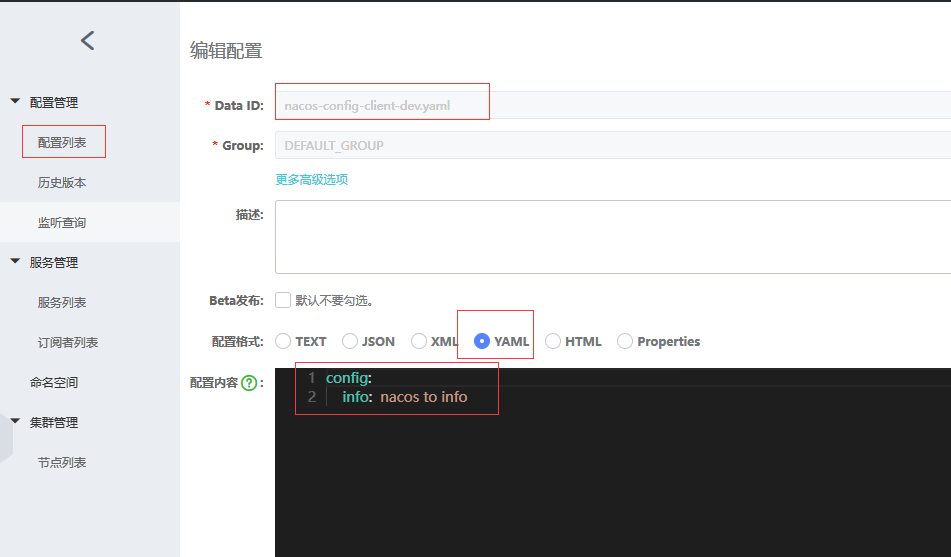 编辑配置
配置管理
配置列表
历史版本
监听查询
服务管理
服务列表
订阅者列表
命名空间
集群管理
节点列表
* Data ID: nacos-config-client-dev.yaml
* Group: DEFAULT_GROUP
更多高级选项
描述:
Beta发布: 默认不要勾选。
配置格式: TEXT JSON XML YAML HTML Properties
配置内容 ? :
1 config:
2 info: nacos to info